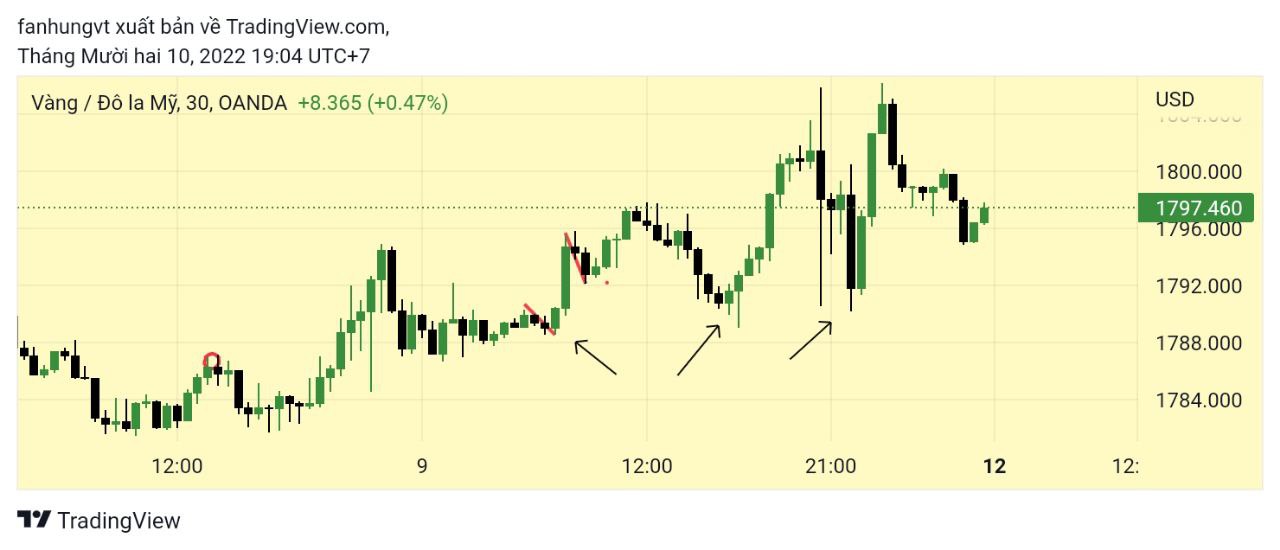 fanhungvt xuất bản về TradingView.com,
Tháng Mười hai 10, 2022 19:04 UTC+7
Vàng / Đô la Mỹ, 30, OANDA +8.365 (+0.47%)
USD
1800.000
1797.460
1796.000
1792.000
1788.000
1784.000
12:00 9 12:00 21:00 12 12:
TradingView